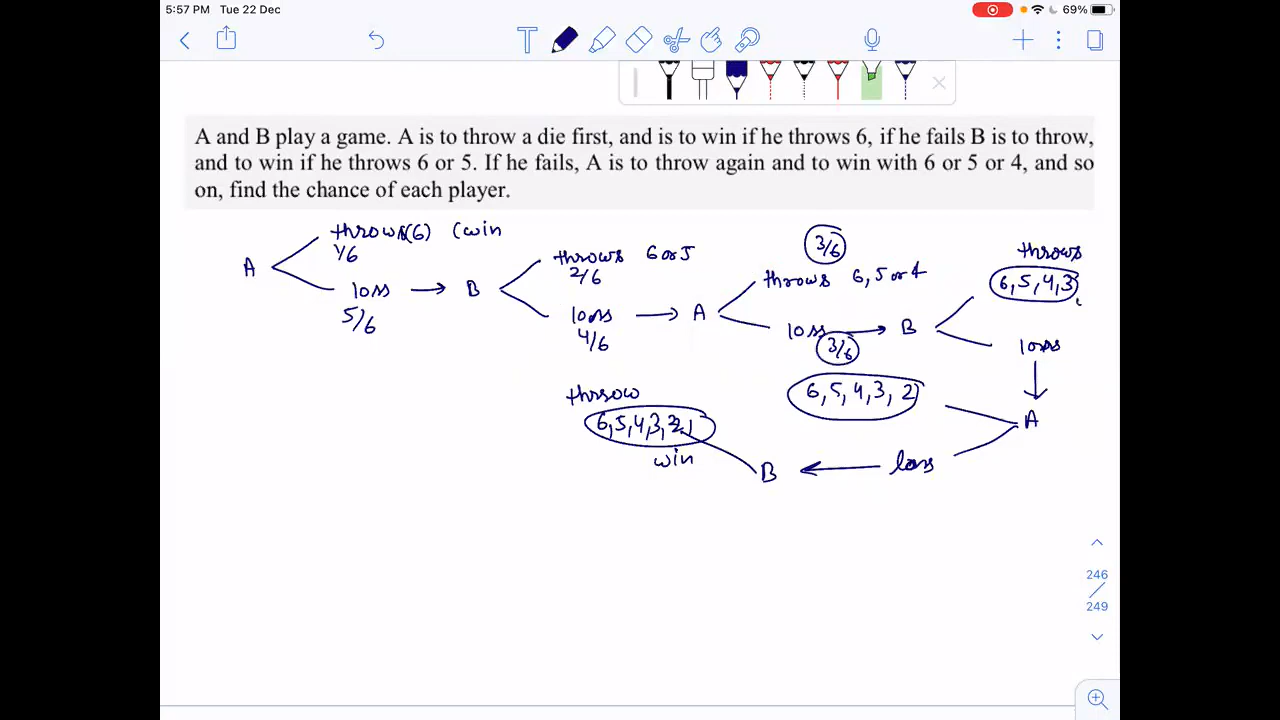 5:57 PM Tue 22 Dec
69%
T
A and B play a game. A is to throw a die first, and is to win if he throws 6, if he fails B is to throw,
and to win if he throws 6 or 5. If he fails, A is to throw again and to win with 6 or 5 or 4, and so
on, find the chance of each player.
A
throws(6) (win
1/6
loss
5/6
B
throws 6 or 5
2/6
loss
4/6
A
3/6
throws 6, 5 or 4
loss
3/6
B
throws
6, 5, 4, 3
loss
A
6, 5, 4, 3, 2
loss
B
throw
6, 5, 4, 3, 2, 1
win
246
249